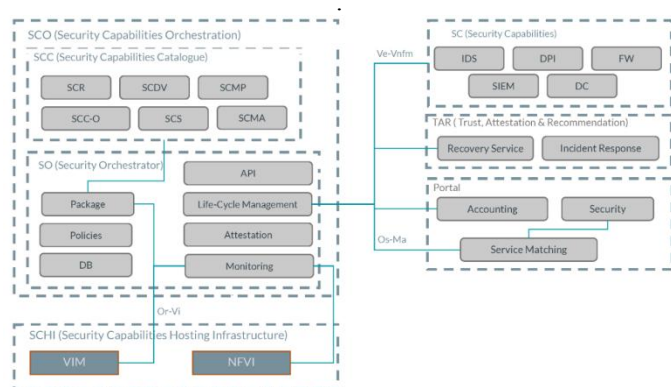 SCO (Security Capabilities Orchestration)
SCC (Security Capabilities Catalogue)
SCR SCDV SCMP
SCC-O SCS SCMA
SO (Security Orchestrator)
API
Package Life-Cycle Management
Policies Attestation
DB Monitoring
Or-Vi
SCHI (Security Capabilities Hosting Infrastructure)
VIM NFVI
Ve-Vnfm
SC (Security Capabilities)
IDS DPI FW
SIEM DC
TAR ( Trust, Attestation & Recommendation)
Recovery Service Incident Response
Portal
Accounting Security
Os-Ma
Service Matching